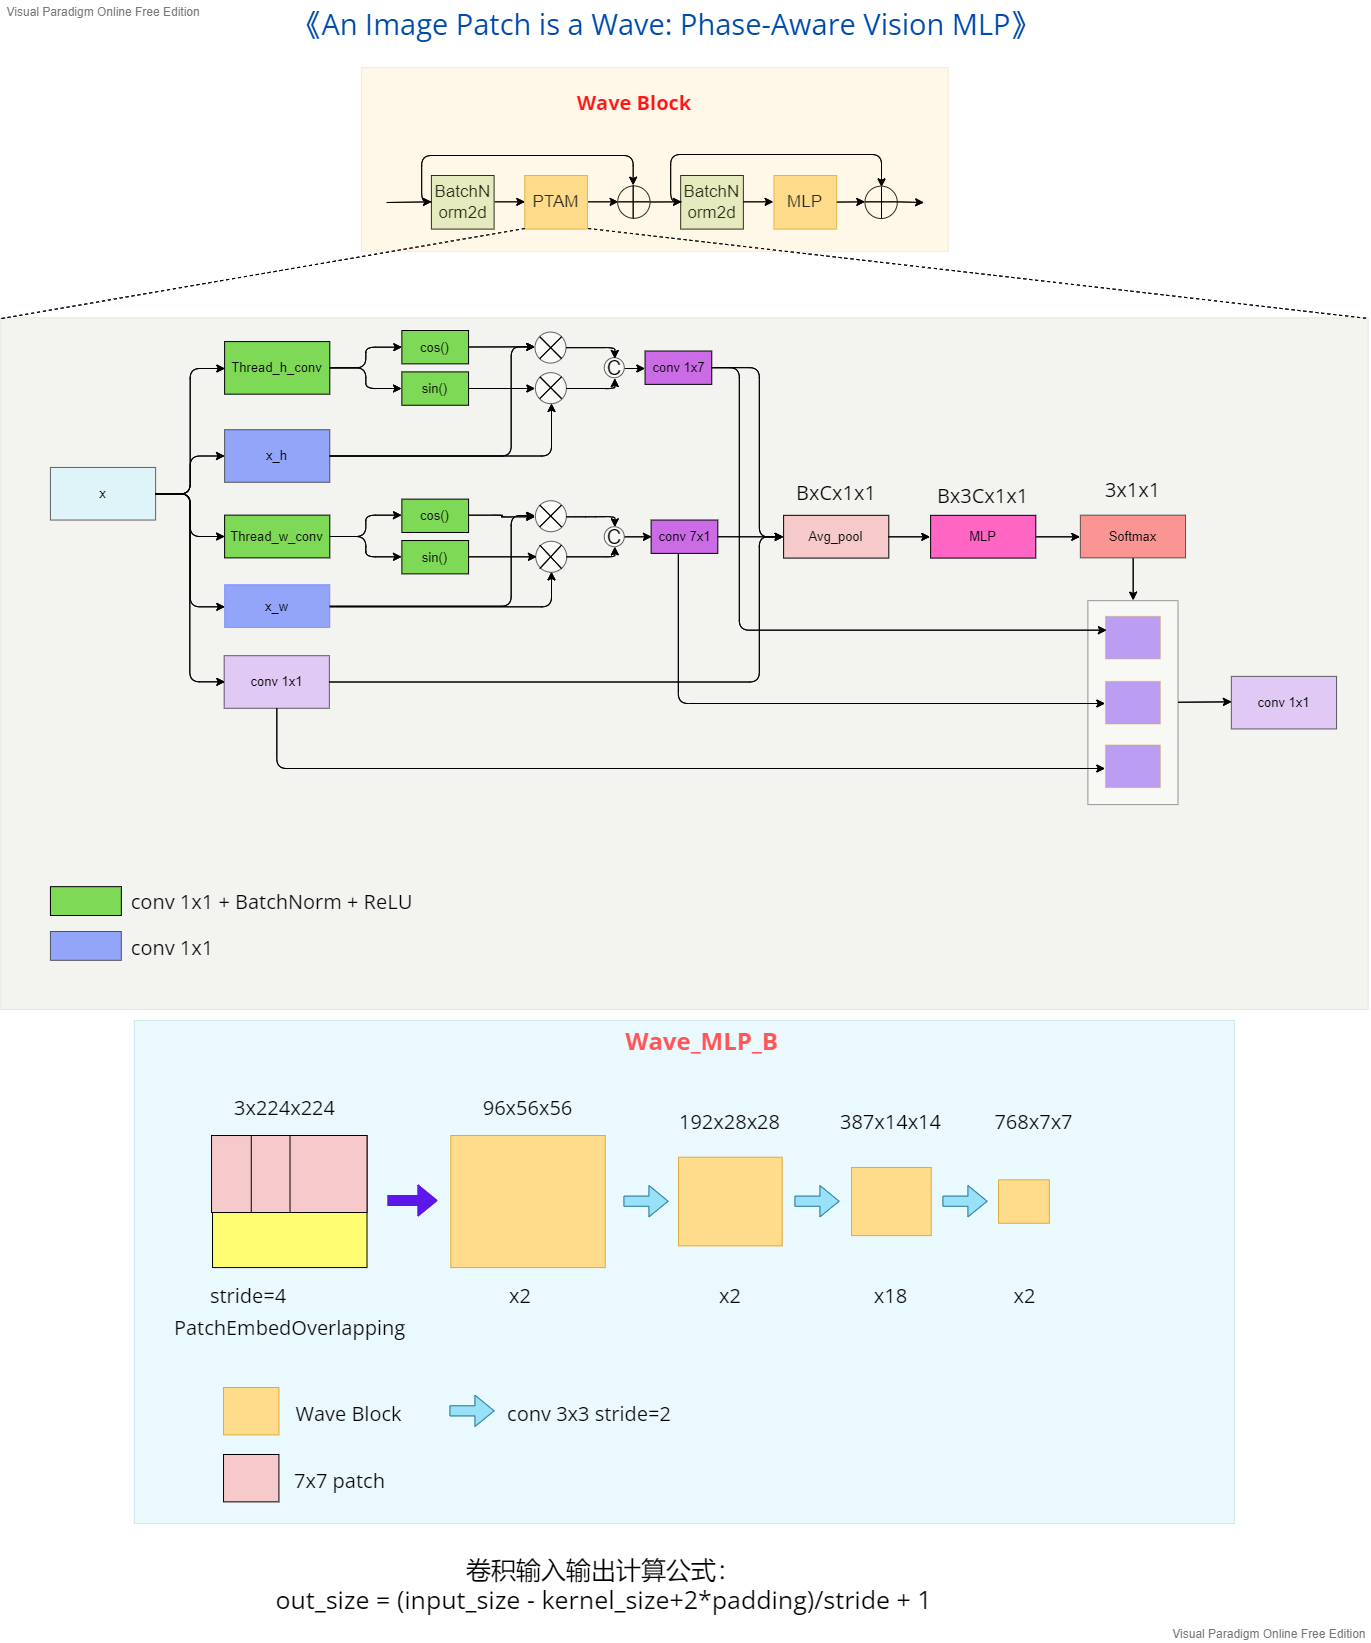 Visual Paradigm Online Free Edition
《An Image Patch is a Wave: Phase-Aware Vision MLP》
Wave Block
BatchN
orm2d
PTAM
BatchN
orm2d
MLP
Thread_h_conv
cos()
sin()
C
conv 1x7
x_h
x
Thread_w_conv
cos()
sin()
C
conv 7x1
x_w
conv 1x1
BxCx1x1
Avg_pool
Bx3Cx1x1
MLP
3x1x1
Softmax
conv 1x1
conv 1x1 + BatchNorm + ReLU
conv 1x1
Wave_MLP_B
3x224x224
96x56x56
192x28x28
387x14x14
768x7x7
stride=4
x2
x2
x18
x2
PatchEmbedOverlapping
Wave Block
conv 3x3 stride=2
7x7 patch
卷积输入输出计算公式：
out_size = (input_size - kernel_size+2*padding)/stride + 1
Visual Paradigm Online Free Edition